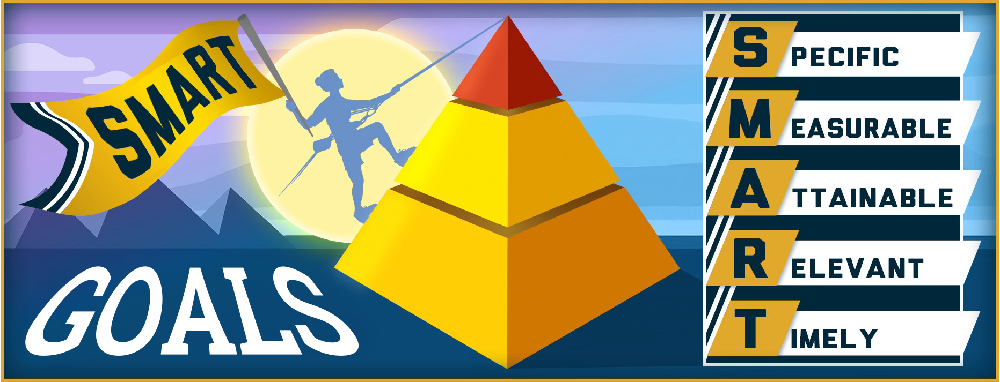 SMART
GOALS
SPECIFIC
MEASURABLE
ATTAINABLE
RELEVANT
TIMELY